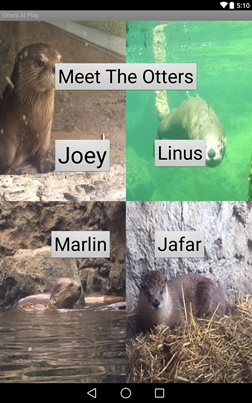 5:10
Otters At Play
Meet The Otters
Joey
Linus
Marlin
Jafar